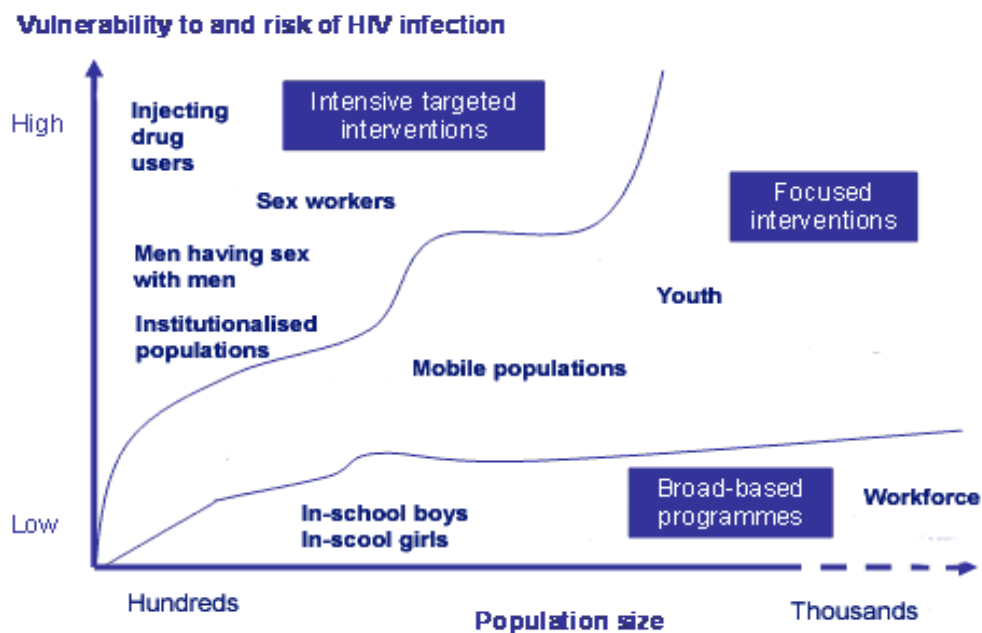 Vulnerability to and risk of HIV infection
High
Injecting
drug
users
Intensive targeted
interventions
Sex workers
Focused
interventions
Men having sex
with men
Youth
Institutionalised
populations
Mobile populations
Low
In-school boys
In-scool girls
Broad-based
programmes
Workforce
Hundreds
Population size
Thousands